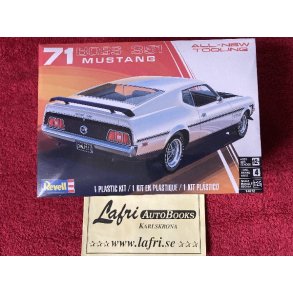 71 BOSS 351
MUSTANG
ALL-NEW
TOOLING
Revell
1 PLASTIC KIT / 1 KIT EN PLASTIQUE / 1 KIT PLÁSTICO
Lafri AUTOBOOKS
KARLSKRONA
☆☆☆ www.lafri.se ☆☆☆